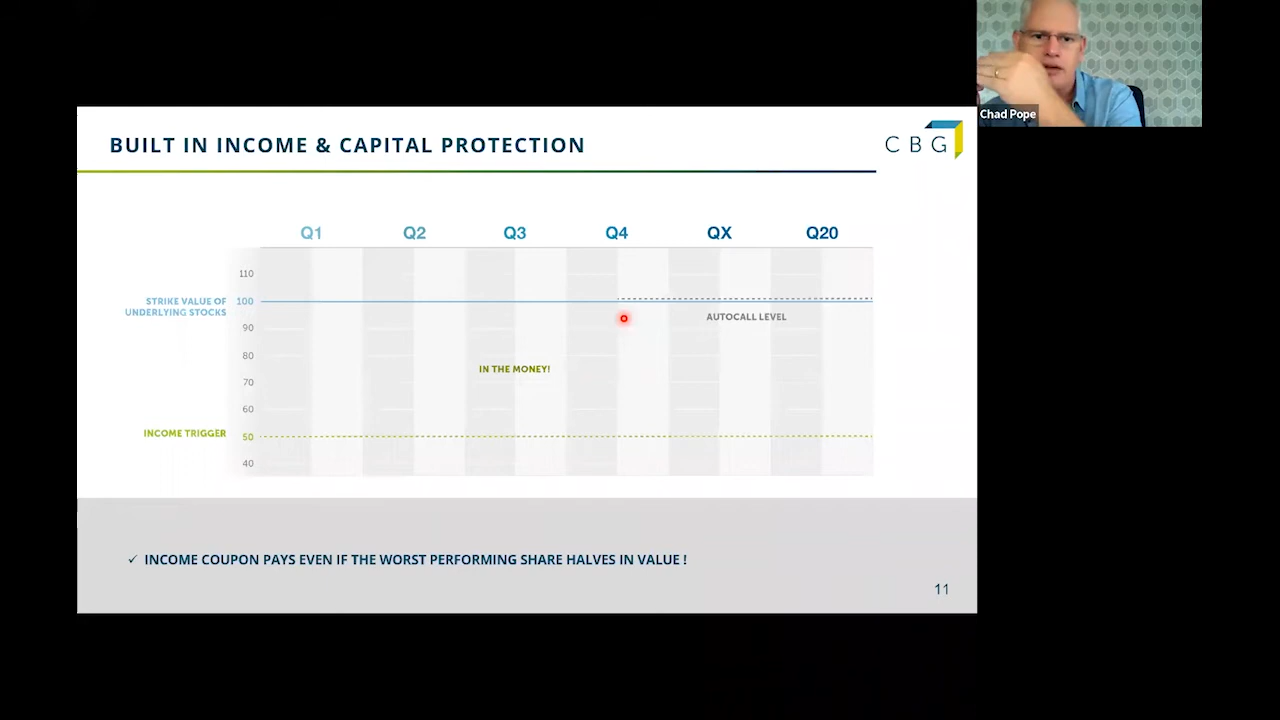 Chad Pope
BUILT IN INCOME & CAPITAL PROTECTION
CBG
Q1 Q2 Q3 Q4 QX Q20
110
STRIKE VALUE OF
UNDERLYING STOCKS
100
90
AUTOCALL LEVEL
80
IN THE MONEY!
70
60
INCOME TRIGGER
50
40
✓ INCOME COUPON PAYS EVEN IF THE WORST PERFORMING SHARE HALVES IN VALUE !
11